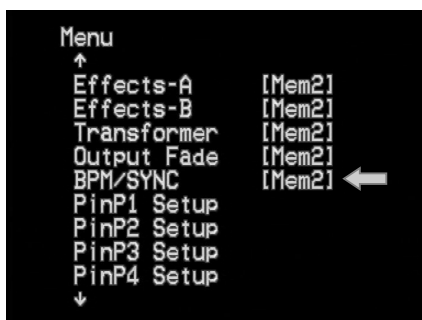 Menu
↑
Effects-A [Mem2]
Effects-B [Mem2]
Transformer [Mem2]
Output Fade [Mem2]
BPM/SYNC [Mem2]
PinP1 Setup
PinP2 Setup
PinP3 Setup
PinP4 Setup
↓